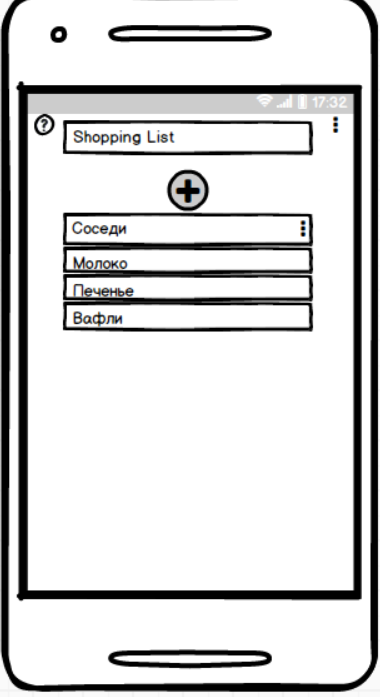 17:32
?
Shopping List
Соседи
Молоко
Печенье
Вафли